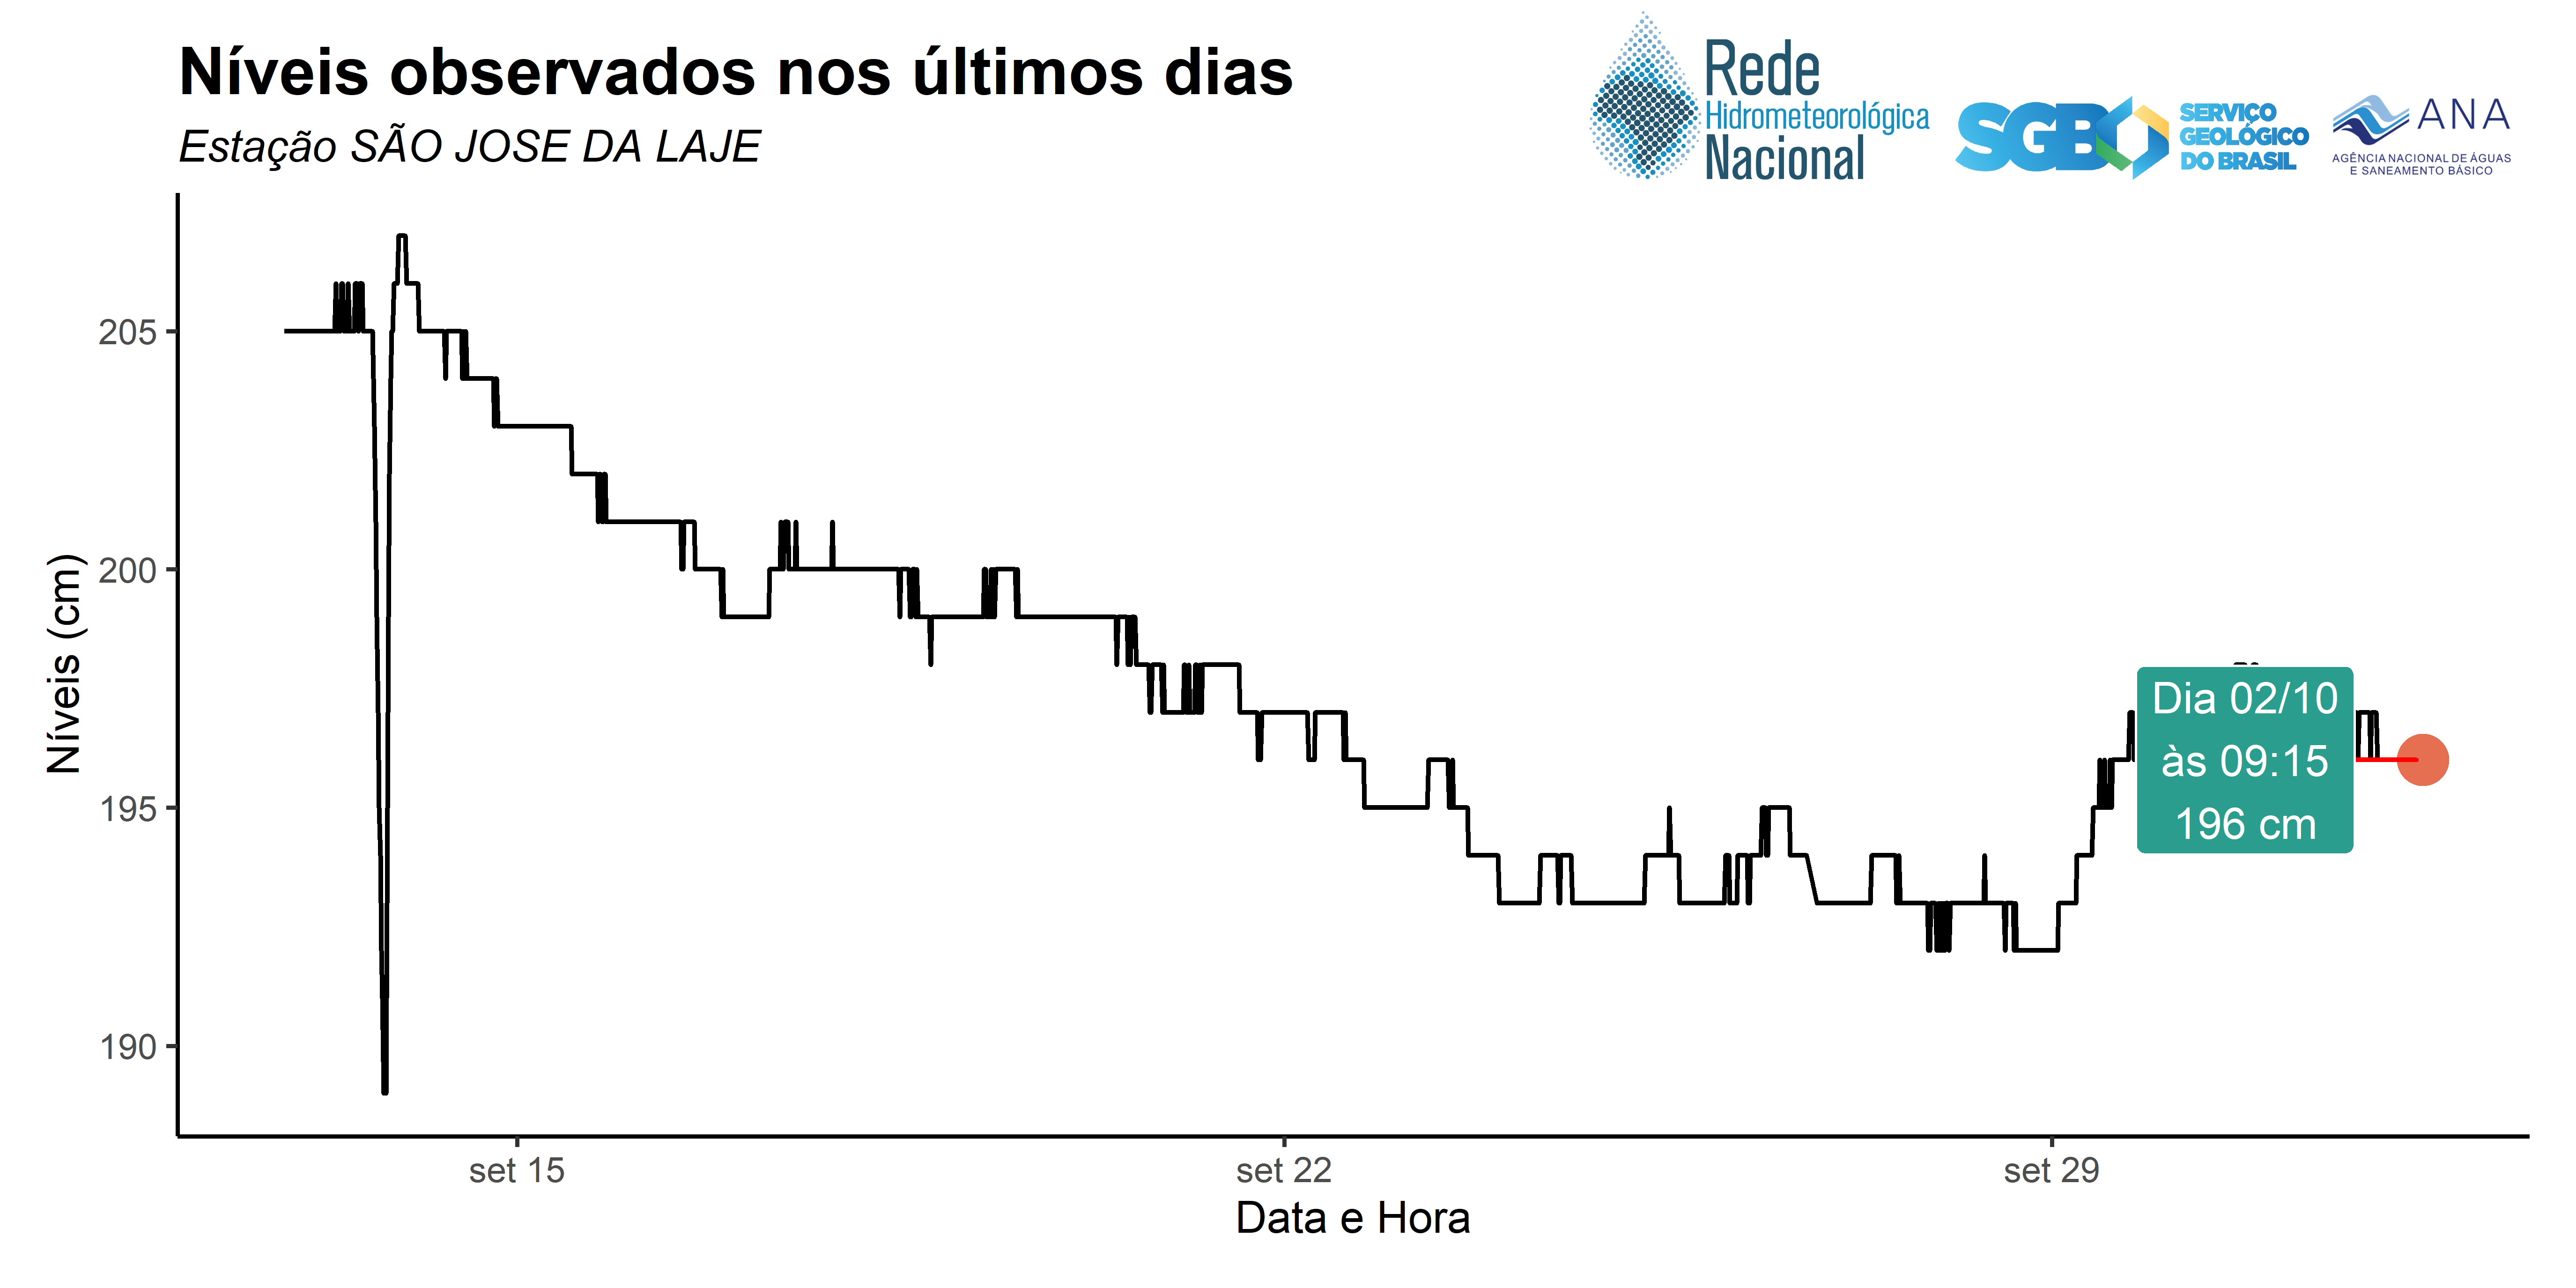 Níveis observados nos últimos dias
Estação SÃO JOSE DA LAJE
Rede
Hidrometeorológica
Nacional
SGB
SERVIÇO
GEOLÓGICO
DO BRASIL
ANA
AGÊNCIA NACIONAL DE ÁGUAS
E SANEAMENTO BÁSICO
Níveis (cm)
205
200
195
190
Dia 02/10
às 09:15
196 cm
set 15
set 22
set 29
Data e Hora